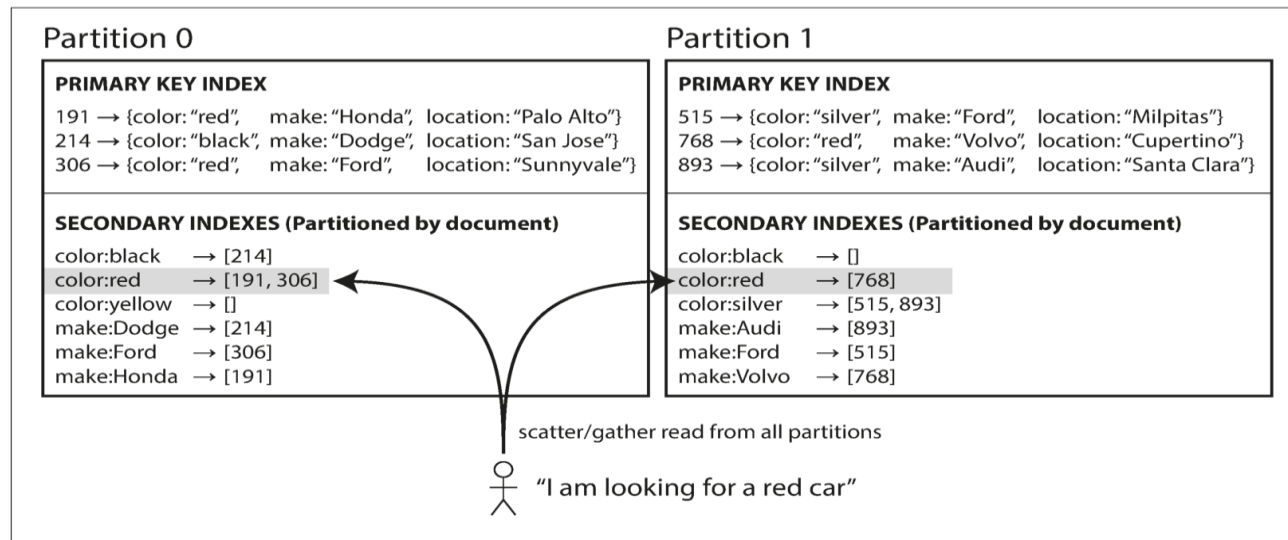 Partition 0
PRIMARY KEY INDEX
191 → {color: “red”, make: “Honda”, location: “Palo Alto”}
214 → {color: “black”, make: “Dodge”, location: “San Jose”}
306 → {color: “red”, make: “Ford”, location: “Sunnyvale”}
SECONDARY INDEXES (Partitioned by document)
color:black → [214]
color:red → [191, 306]
color:yellow → []
make:Dodge → [214]
make:Ford → [306]
make:Honda → [191]
Partition 1
PRIMARY KEY INDEX
515 → {color: “silver”, make: “Ford”, location: “Milpitas”}
768 → {color: “red”, make: “Volvo”, location: “Cupertino”}
893 → {color: “silver”, make: “Audi”, location: “Santa Clara”}
SECONDARY INDEXES (Partitioned by document)
color:black → []
color:red → [768]
color:silver → [515, 893]
make:Audi → [893]
make:Ford → [515]
make:Volvo → [768]
scatter/gather read from all partitions
“I am looking for a red car”